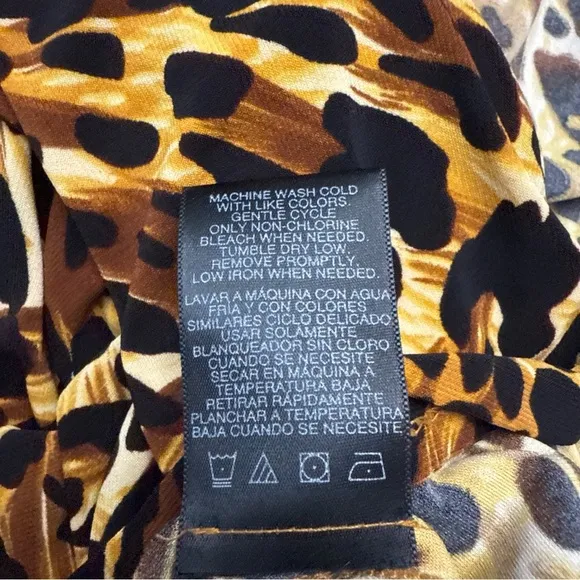 MACHINE WASH COLD
WITH LIKE COLORS.
GENTLE CYCLE
ONLY NON-CHLORINE
BLEACH WHEN NEEDED.
TUMBLE DRY LOW.
REMOVE PROMPTLY.
LOW IRON WHEN NEEDED.
LAVAR A MÁQUINA CON AGUA
FRIA Y CON COLORES
SIMILARES CICLO DELICADO
USAR SOLAMENTE
BLANQUEADOR SIN CLORO
CUANDO SE NECESITE
SECAR EN MAQUINA A
TEMPERATURA BAJA
RETIRAR RÁPIDAMENTE
PLANCHAR A TEMPERATURA
BAJA CUANDO SE NECESITE.